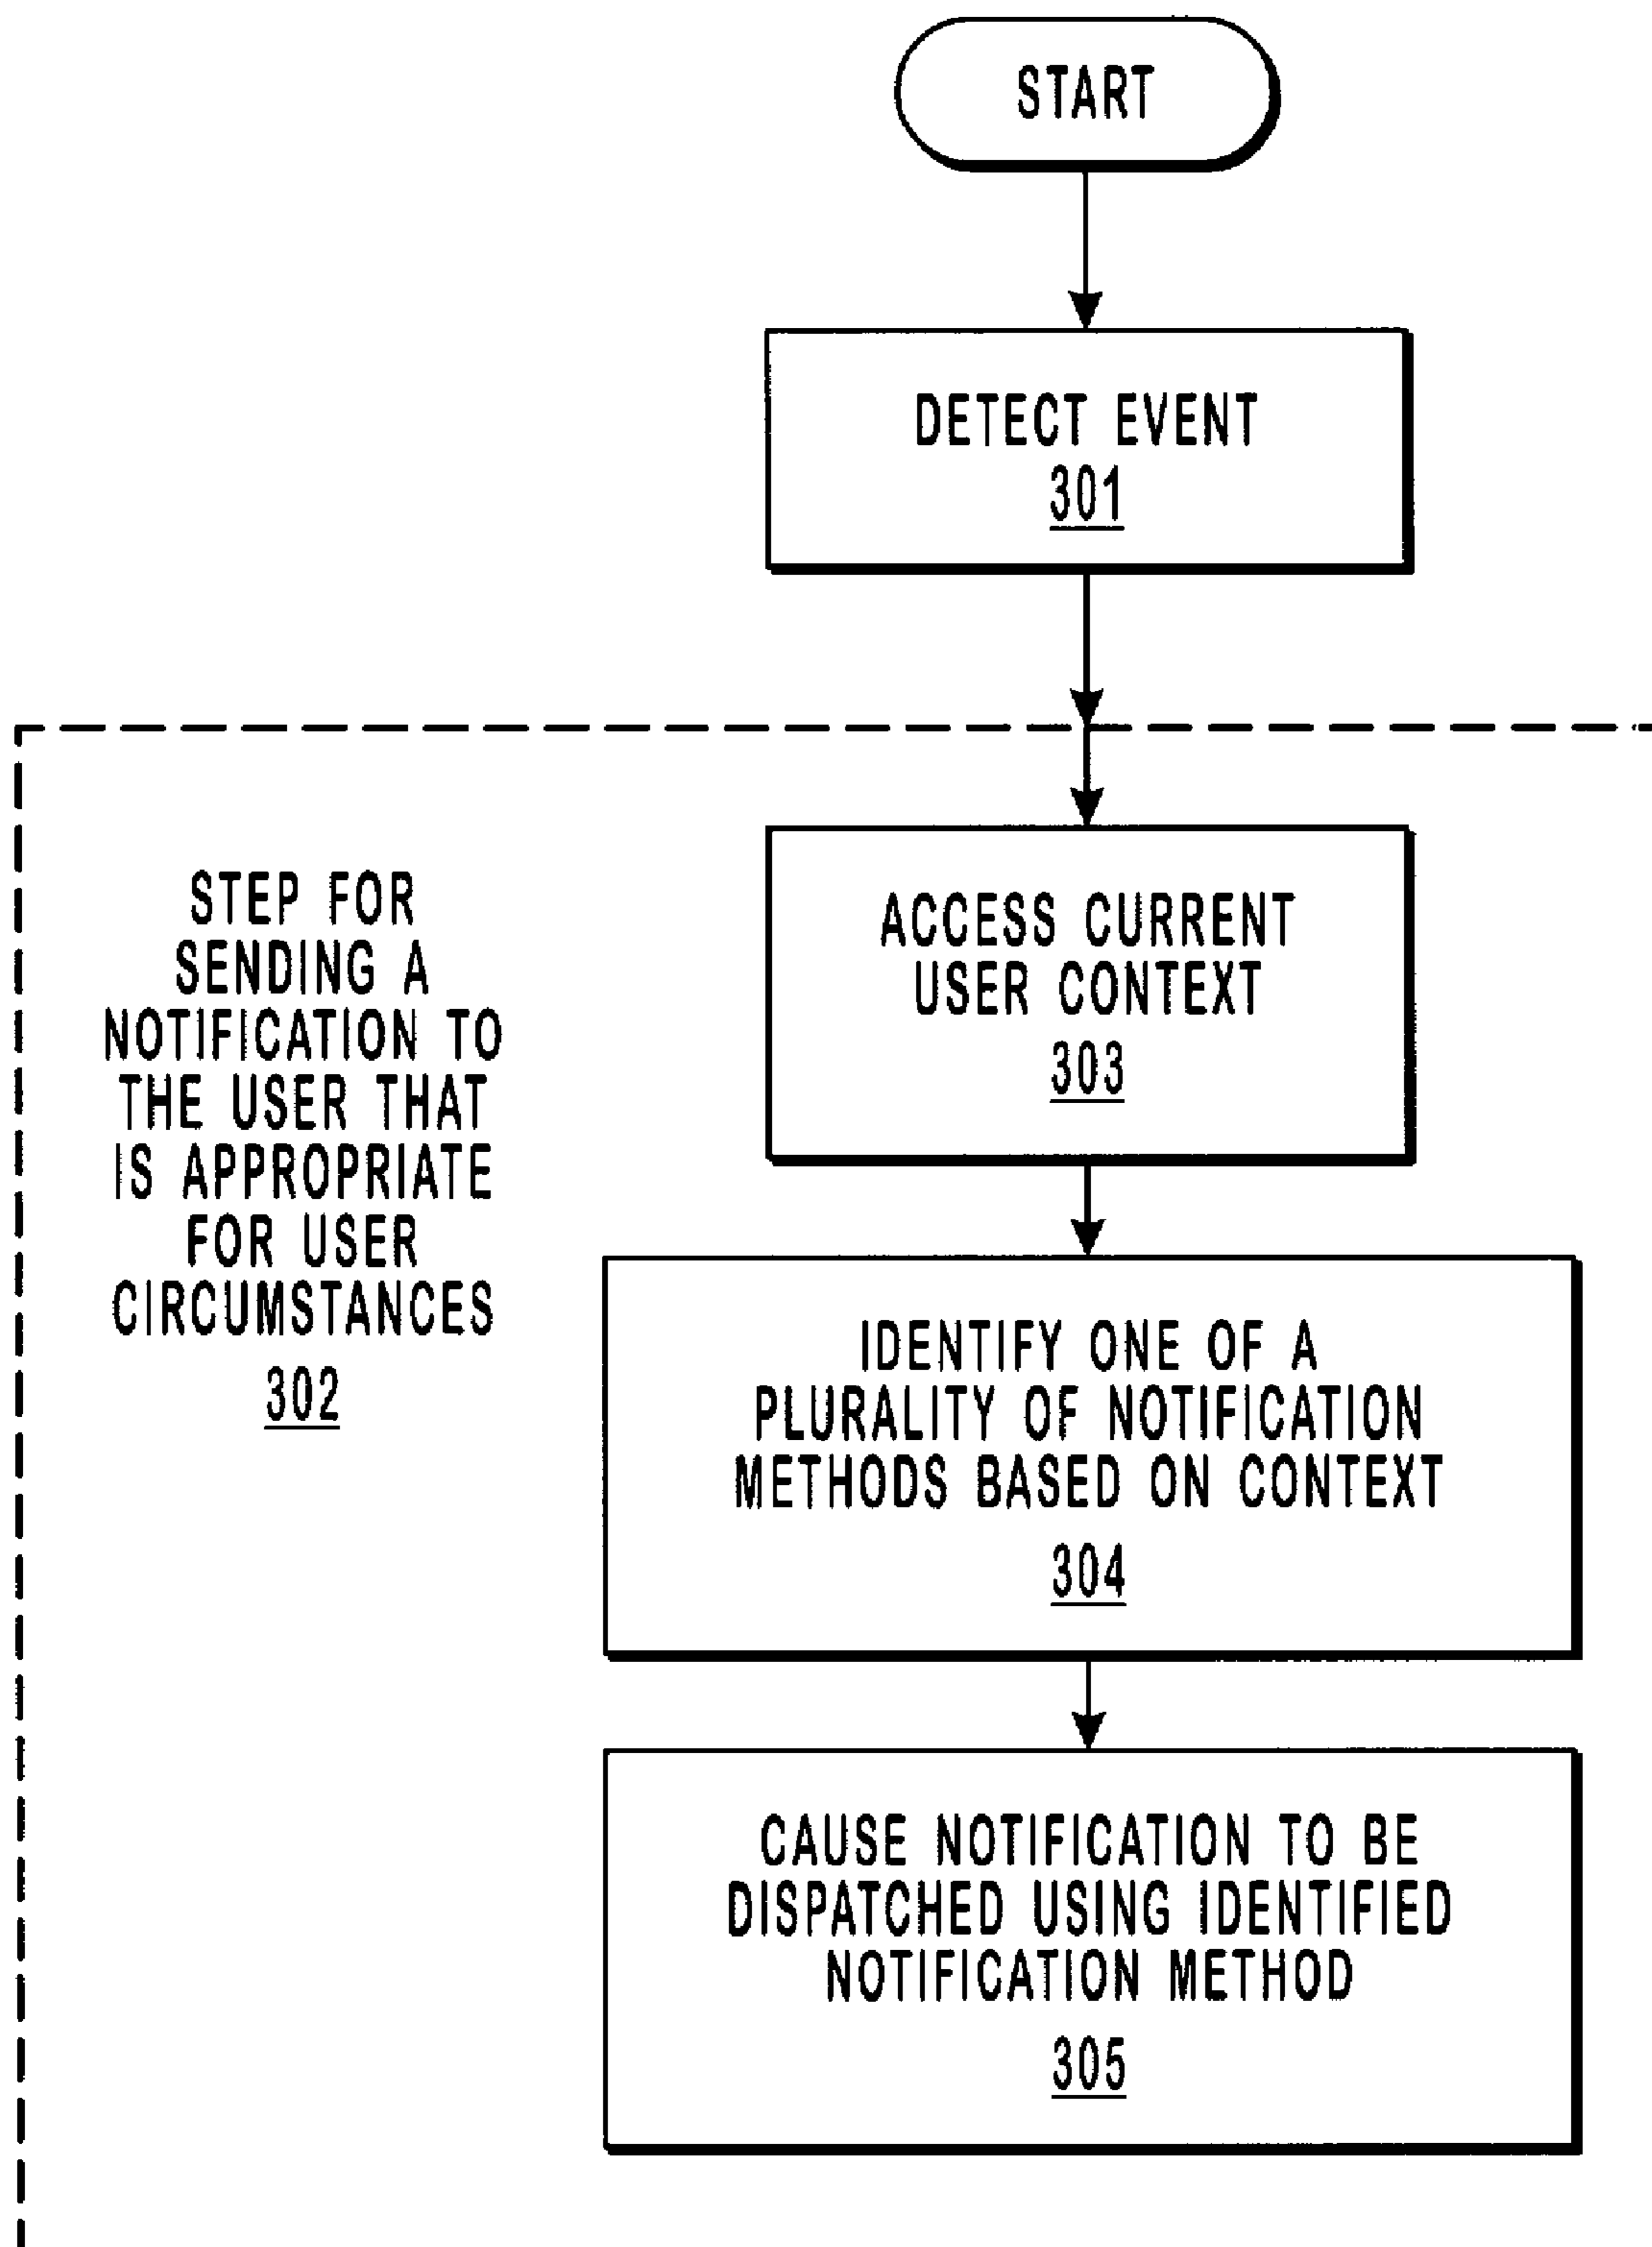 START
DETECT EVENT
301
STEP FOR
SENDING A
NOTIFICATION TO
THE USER THAT
IS APPROPRIATE
FOR USER
CIRCUMSTANCES
302
ACCESS CURRENT
USER CONTEXT
303
IDENTIFY ONE OF A
PLURALITY OF NOTIFICATION
METHODS BASED ON CONTEXT
304
CAUSE NOTIFICATION TO BE
DISPATCHED USING IDENTIFIED
NOTIFICATION METHOD
305